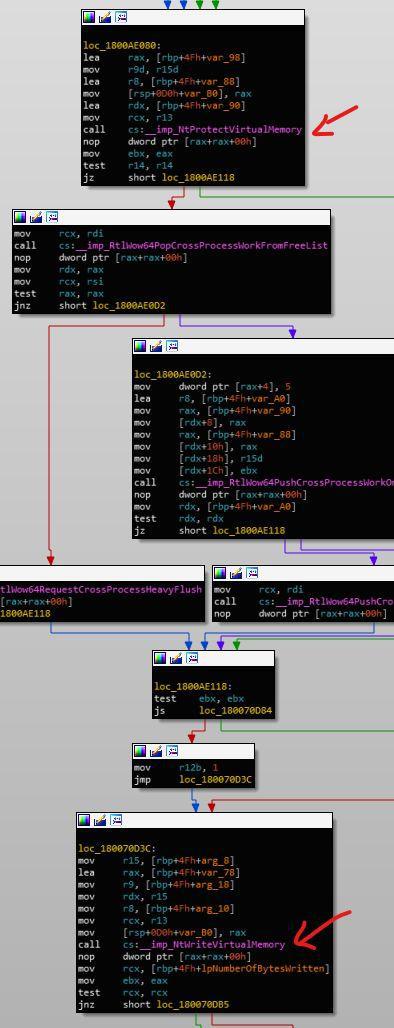 loc_1800AE080:
lea rax, [rbp+4Fh+var_98]
mov r9d, r15d
lea r8, [rbp+4Fh+var_88]
mov [rsp+0D0h+var_B0], rax
lea rdx, [rbp+4Fh+var_90]
mov rcx, r13
call cs:__imp_NtProtectVirtualMemory
nop dword ptr [rax+rax+00h]
mov ebx, eax
test r14, r14
jz short loc_1800AE118
mov rcx, rdi
call cs:__imp_RtlWow64PopCrossProcessWorkFromFreeList
nop dword ptr [rax+rax+00h]
mov rdx, rax
mov rcx, rsi
test rax, rax
jnz short loc_1800AE0D2
loc_1800AE0D2:
mov dword ptr [rax+4], 5
lea r8, [rbp+4Fh+var_A0]
mov rax, [rbp+4Fh+var_90]
mov [rdx+8], rax
mov rax, [rbp+4Fh+var_88]
mov [rdx+10h], rax
mov [rdx+18h], r15d
mov [rdx+1Ch], ebx
call cs:__imp_RtlWow64PushCrossProcessWorkOn
nop dword ptr [rax+rax+00h]
mov rdx, [rbp+4Fh+var_A0]
test rdx, rdx
jz short loc_1800AE118
tlWow64RequestCrossProcessHeavyFlush
[rax+rax+00h]
1800AE118
mov rcx, rdi
call cs:__imp_RtlWow64PushCro
nop dword ptr [rax+rax+00h]
loc_1800AE118:
test ebx, ebx
js loc_180070D84
mov r12b, 1
jmp loc_180070D3C
loc_180070D3C:
mov r15, [rbp+4Fh+arg_8]
lea rax, [rbp+4Fh+var_78]
mov r9, [rbp+4Fh+arg_18]
mov rdx, r15
mov r8, [rbp+4Fh+arg_10]
mov rcx, r13
mov [rsp+0D0h+var_B0], rax
call cs:__imp_NtWriteVirtualMemory
nop dword ptr [rax+rax+00h]
mov rcx, [rbp+4Fh+lpNumberOfBytesWritten]
mov ebx, eax
test rcx, rcx
jnz short loc_180070DB5